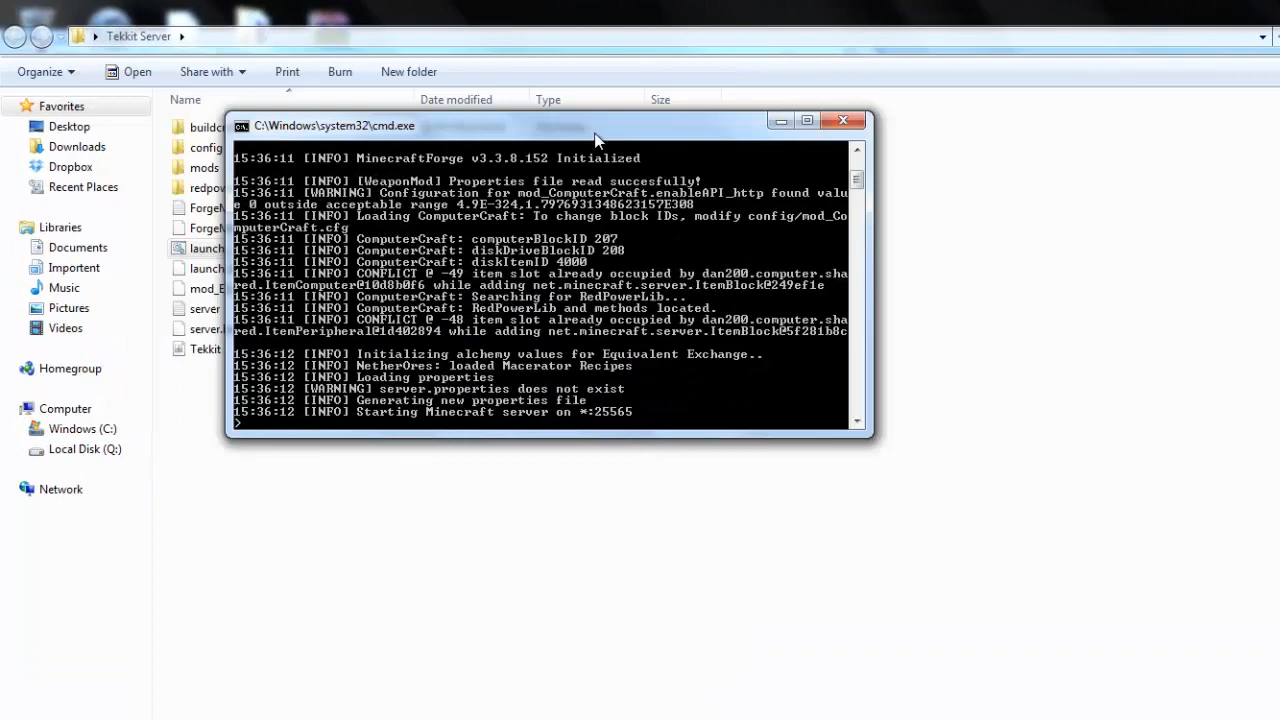 Tekkit Server
Organize
Open
Share with
Print
Burn
New folder
Name
Date modified
Type
Size
Favorites
Desktop
Downloads
Dropbox
Recent Places
Libraries
Documents
Importent
Music
Pictures
Videos
Homegroup
Computer
Windows (C:)
Local Disk (Q:)
Network
buildcr
config
mods
redpow
Forge
Forge
launch
launch
mod_E
server
server.
Tekkit
C:\Windows\system32\cmd.exe
15:36:11 [INFO] MinecraftForge v3.3.8.152 Initialized
15:36:11 [INFO] [WeaponMod] Properties file read succesfully!
15:36:11 [WARNING] Configuration for mod_ComputerCraft.enableAPI_http found valu
e 0 outside acceptable range 4.9E-324,1.7976931348623157E308
15:36:11 [INFO] Loading ComputerCraft: To change block IDs, modify config/mod_Co
mputerCraft.cfg
15:36:11 [INFO] ComputerCraft: computerBlockID 207
15:36:11 [INFO] ComputerCraft: diskDriveBlockID 208
15:36:11 [INFO] ComputerCraft: diskItemID 4000
15:36:11 [INFO] CONFLICT @ -49 item slot already occupied by dan200.computer.sha
red.ItemComputer@10d8b0f6 while adding net.minecraft.server.ItemBlock@249ef1e
15:36:11 [INFO] ComputerCraft: Searching for RedPowerLib...
15:36:11 [INFO] ComputerCraft: RedPowerLib and methods located.
15:36:11 [INFO] CONFLICT @ -48 item slot already occupied by dan200.computer.sha
red.ItemPeripheral@1d402894 while adding net.minecraft.server.ItemBlock@5f281b8c
15:36:12 [INFO] Initializing alchemy values for Equivalent Exchange..
15:36:12 [INFO] NetherOres: loaded Macerator Recipes
15:36:12 [INFO] Loading properties
15:36:12 [WARNING] server.properties does not exist
15:36:12 [INFO] Generating new properties file
15:36:12 [INFO] Starting Minecraft server on *:25565
>